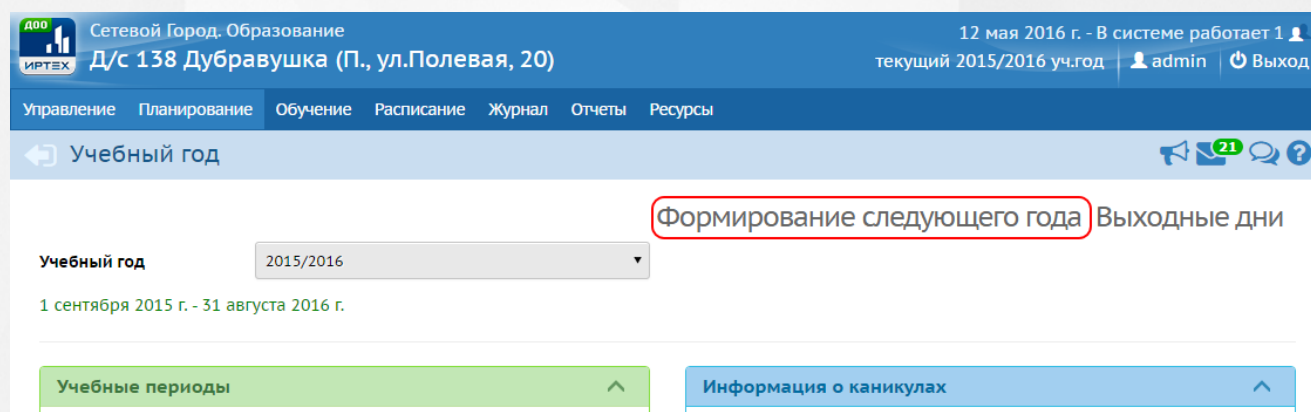 ДОО
ИРТЕХ
Сетевой Город. Образование
Д/с 138 Дубравушка (П., ул.Полевая, 20)
12 мая 2016 г. - В системе работает 1
текущий 2015/2016 уч.год admin Выход
Управление Планирование Обучение Расписание Журнал Отчеты Ресурсы
Учебный год
21
Формирование следующего года Выходные дни
Учебный год 2015/2016
1 сентября 2015 г. - 31 августа 2016 г.
Учебные периоды
Информация о каникулах